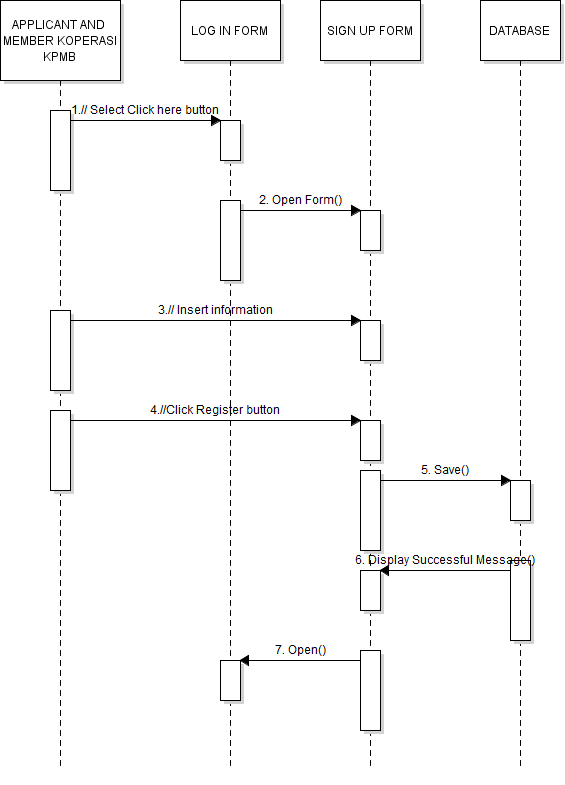 APPLICANT AND
MEMBER KOPERASI
KPMB
LOG IN FORM
SIGN UP FORM
DATABASE
1.// Select Click here button
2. Open Form()
3.// Insert information
4.//Click Register button
5. Save()
6. Display Successful Message()
7. Open()